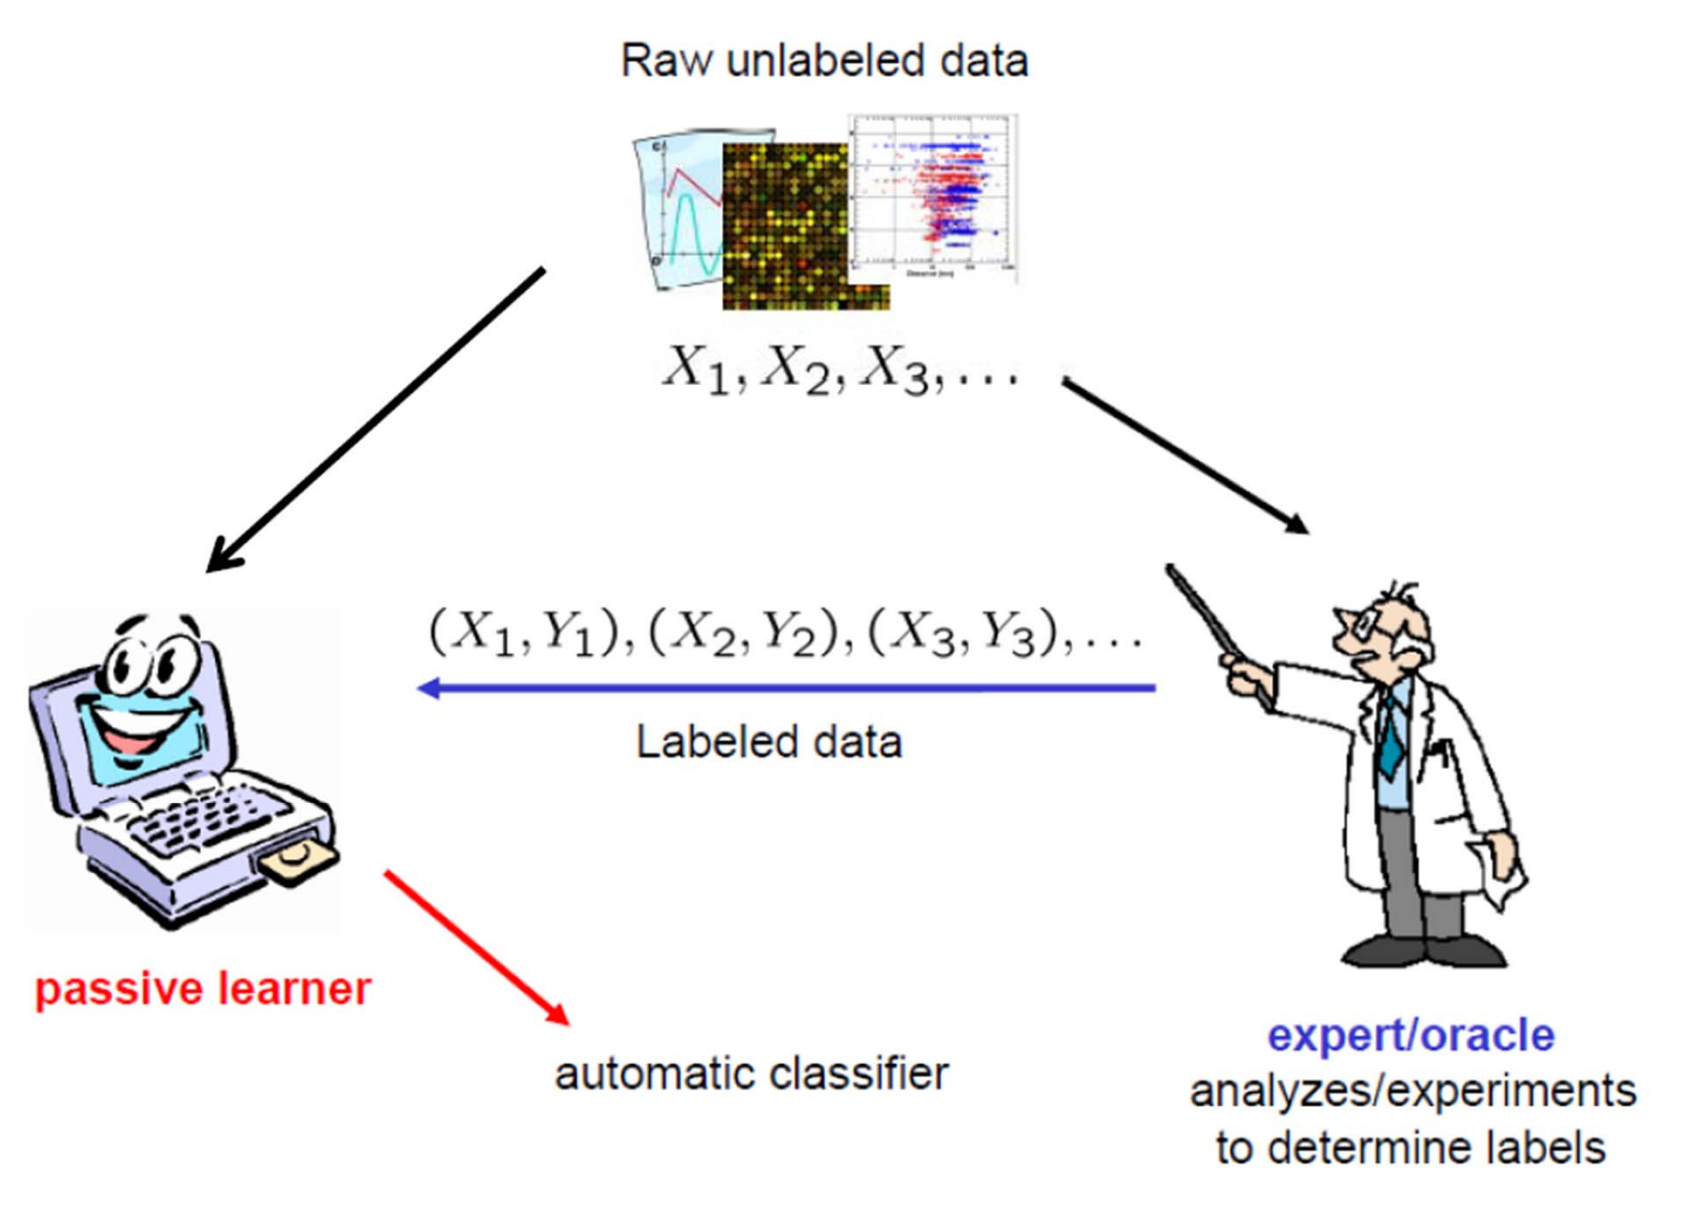 Raw unlabeled data
X₁, X₂, X₃, . . .
(X₁, Y₁), (X₂, Y₂), (X₃, Y₃), . . .
Labeled data
passive learner
automatic classifier
expert/oracle
analyzes/experiments
to determine labels